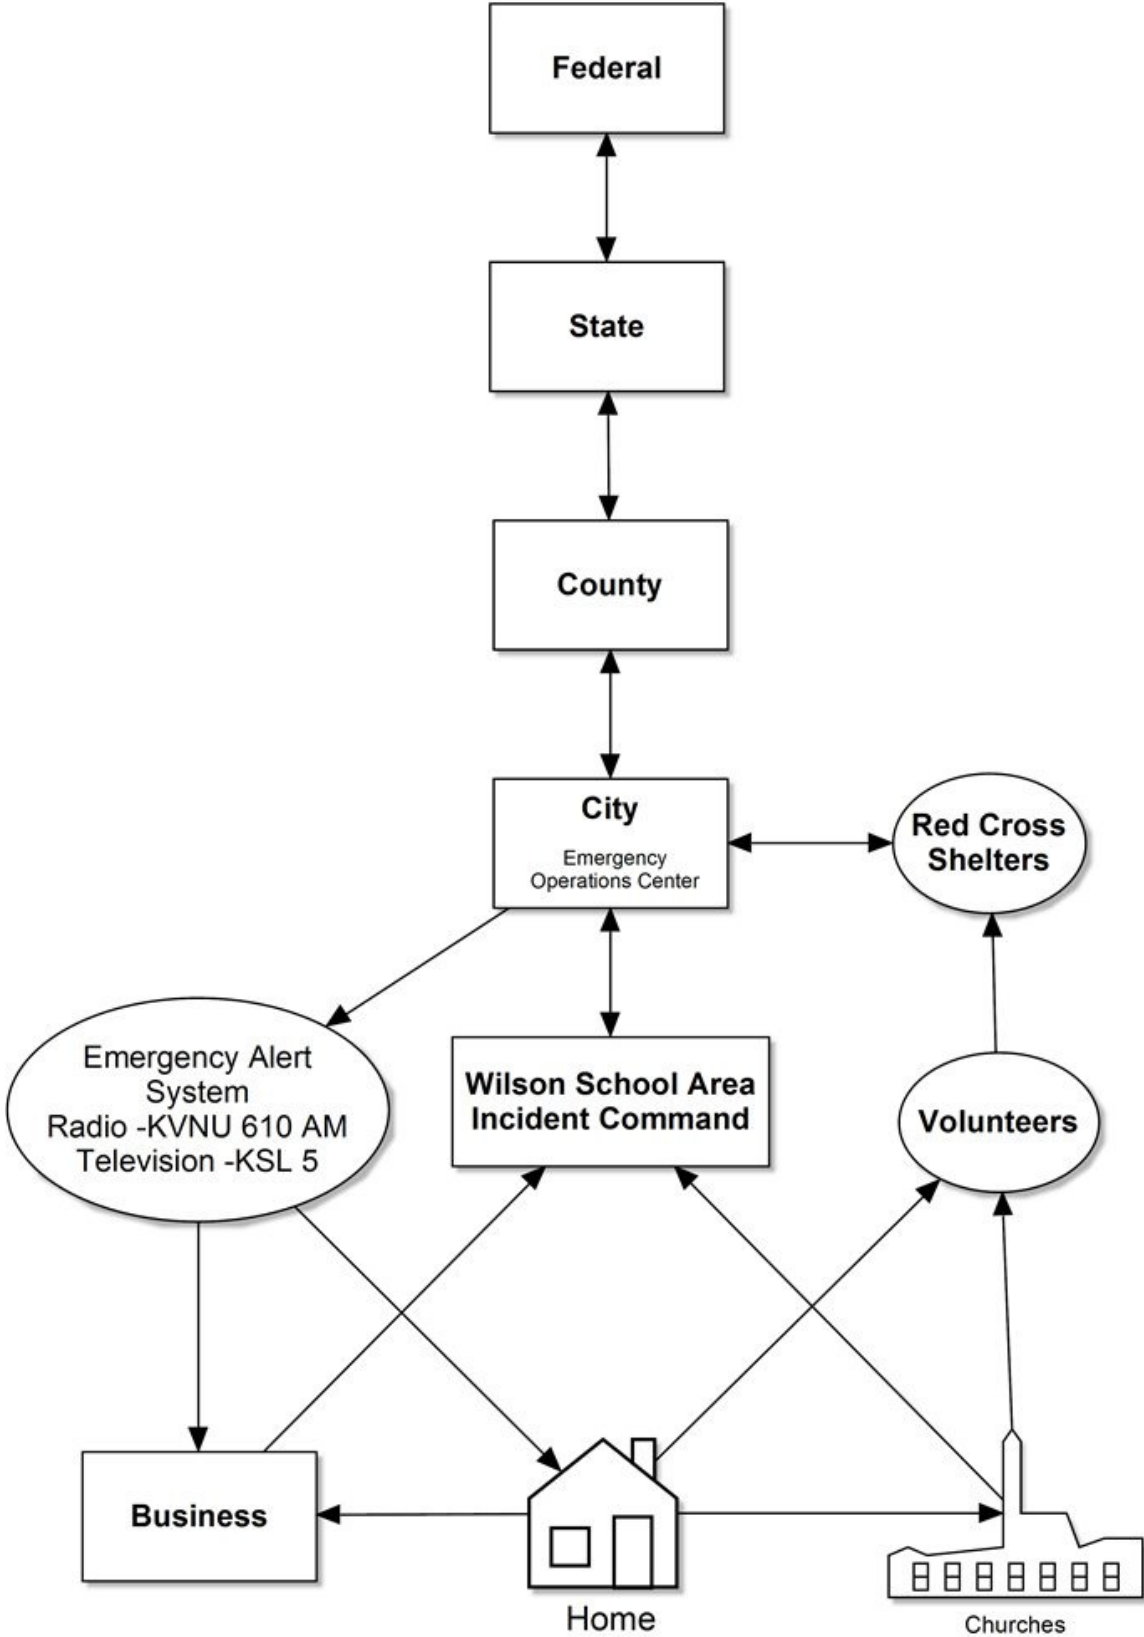 Federal
State
County
City
Emergency
Operations Center
Red Cross
Shelters
Emergency Alert
System
Radio -KVNU 610 AM
Television -KSL 5
Wilson School Area
Incident Command
Volunteers
Business
Home
Churches